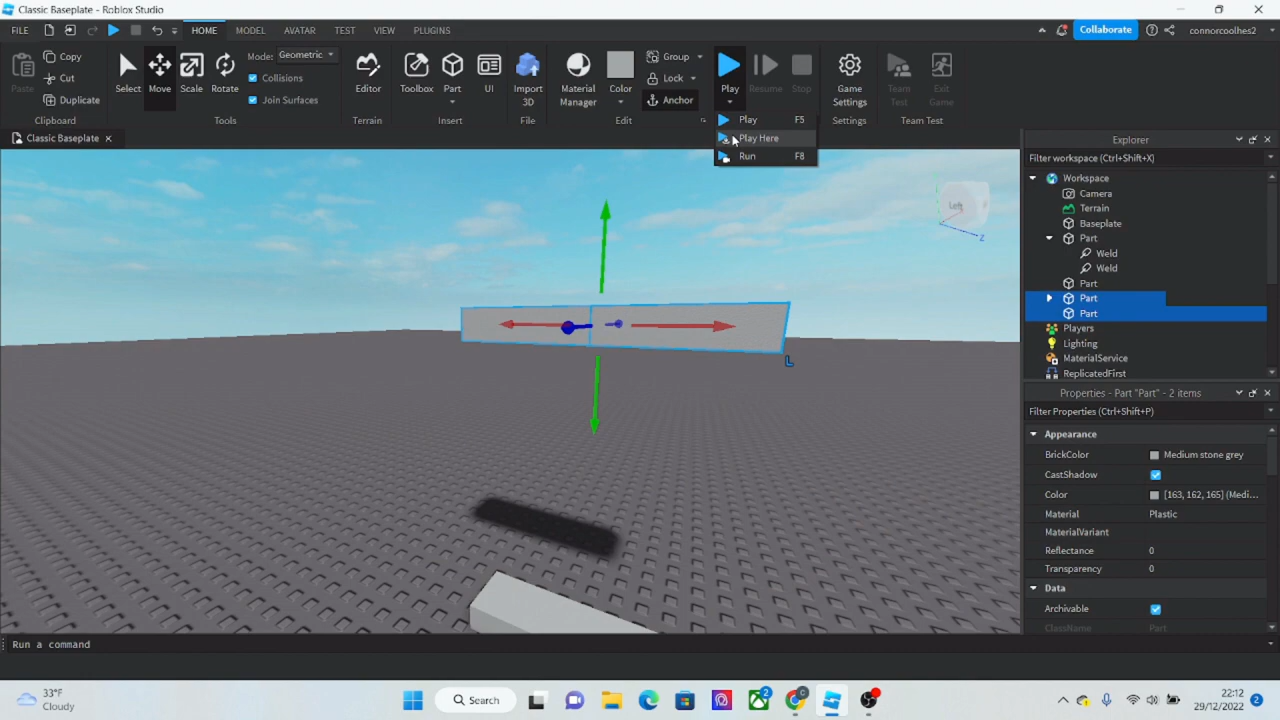 Classic Baseplate - Roblox Studio
FILE HOME MODEL AVATAR TEST VIEW PLUGINS Collaborate connorcoolhes2
Paste Copy Cut Duplicate
Clipboard
Select Move Scale Rotate
Mode: Geometric
Collisions
Join Surfaces
Tools
Editor
Terrain
Toolbox Part UI
Insert
Import 3D
File
Material Manager Color
Group
Lock
Anchor
Edit
Play Resume Stop
Game Settings
Settings
Team Test Exit Game
Team Test
Play F5
Play Here
Run F8
Classic Baseplate
Left
Z
L
Explorer
Filter workspace (Ctrl+Shift+X)
Workspace
Camera
Terrain
Baseplate
Part
Weld
Weld
Part
Part
Part
Players
Lighting
MaterialService
ReplicatedFirst
Properties - Part "Part" - 2 items
Filter Properties (Ctrl+Shift+P)
Appearance
BrickColor Medium stone grey
CastShadow
Color [163, 162, 165] (Medi...
Material Plastic
MaterialVariant
Reflectance 0
Transparency 0
Data
Archivable
ClassName Part
Run a command
33°F
Cloudy
Search
2
C
22:12
29/12/2022
2